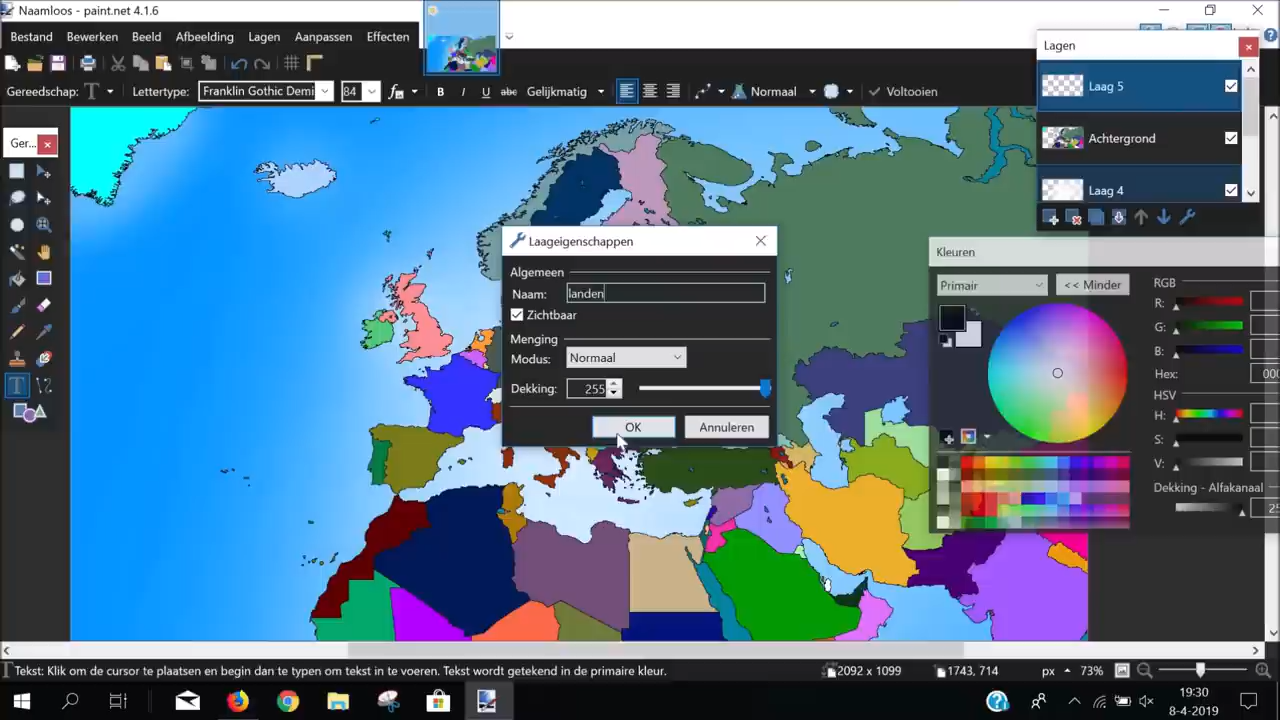 Naamloos - paint.net 4.1.6
Bestand Bewerken Beeld Afbeelding Lagen Aanpassen Effecten
Gereedschap: T Lettertype: Franklin Gothic Demi 84 fx B I U abc Gelijkmatig Normaal Voltooien
Lagen
Laag 5
Achtergrond
Laag 4
Ger...
Laageigenschappen
Algemeen
Naam: landen
Zichtbaar
Menging
Modus: Normaal
Dekking: 255
OK Annuleren
Kleuren
Primair << Minder
RGB
R:
G:
B:
Hex: 000
HSV
H:
S:
V:
Dekking - Alfakanaal
Tekst: Klik om de cursor te plaatsen en begin dan te typen om tekst in te voeren. Tekst wordt getekend in de primaire kleur.
2092 x 1099 1743, 714 px 73%
19:30
8-4-2019